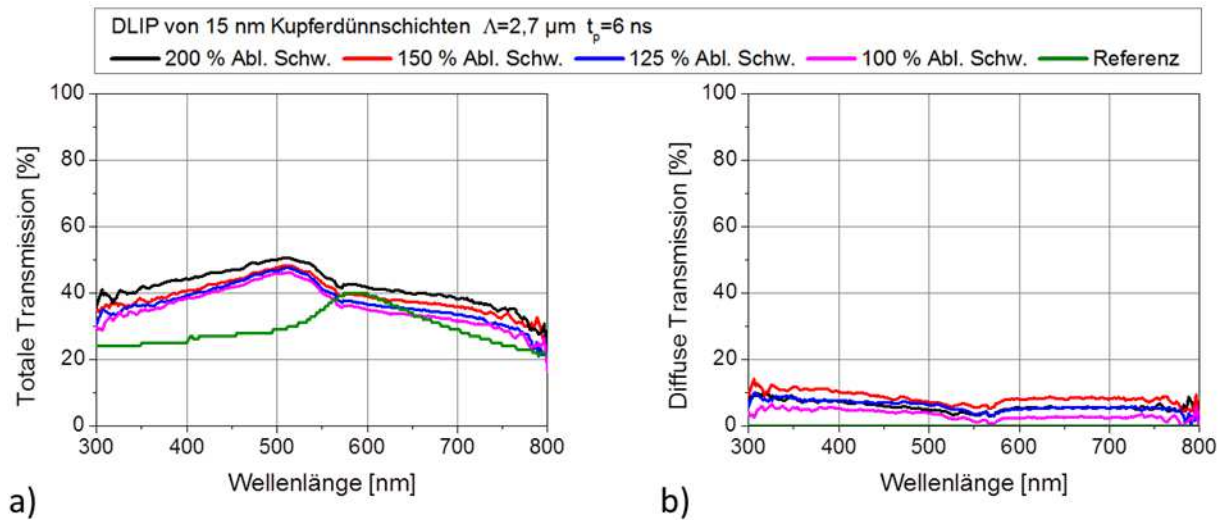 DLIP von 15 nm Kupferdünnschichten Λ=2,7 µm tp=6 ns
200 % Abl. Schw. 150 % Abl. Schw. 125 % Abl. Schw. 100 % Abl. Schw. Referenz
100
80
60
40
20
0
Totale Transmission [%]
300 400 500 600 700 800
Wellenlänge [nm]
a)
100
80
60
40
20
0
Diffuse Transmission [%]
300 400 500 600 700 800
Wellenlänge [nm]
b)